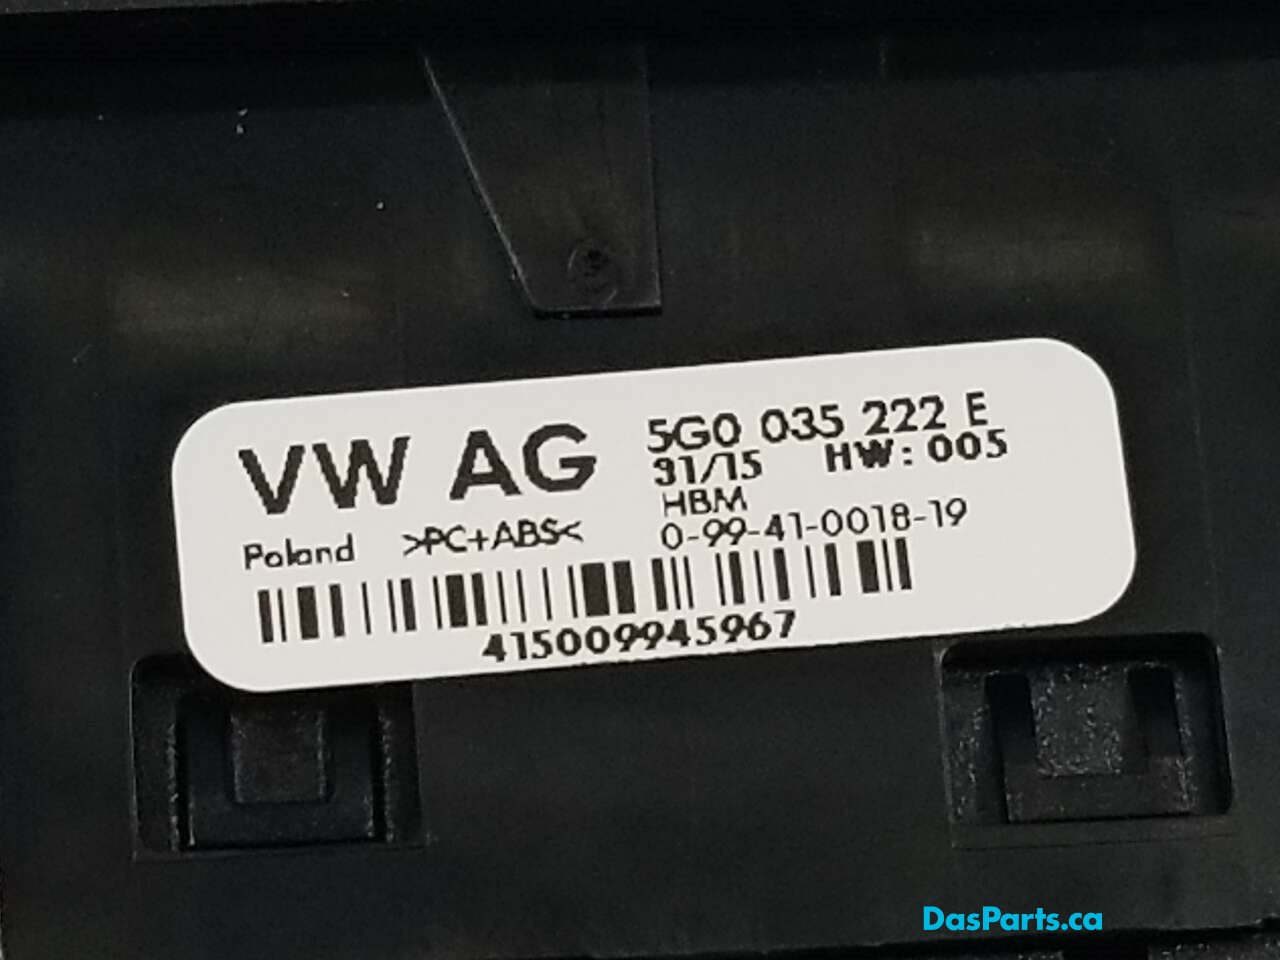 VW AG
5G0 035 222 E
31/15 HW: 005
HBM
Poland >PC+ABS< 0-99-41-0018-19
415009945967
DasParts.ca